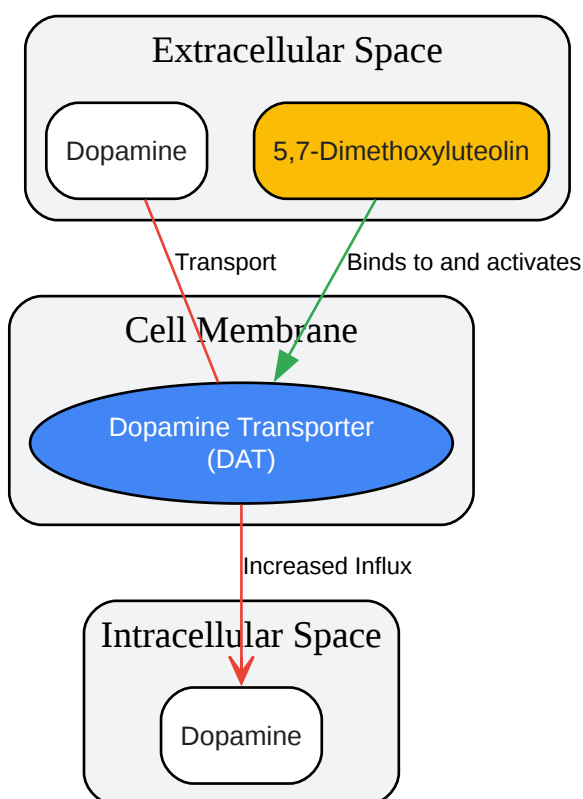 Extracellular Space
Dopamine
5,7-Dimethoxyluteolin
Transport
Binds to and activates
Cell Membrane
Dopamine Transporter
(DAT)
Increased Influx
Intracellular Space
Dopamine